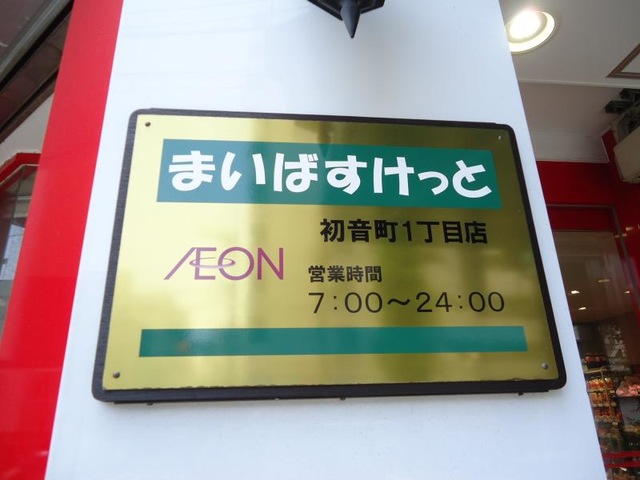 まいばすけっと
初音町1丁目店
ÆON
営業時間
7:00～24:00